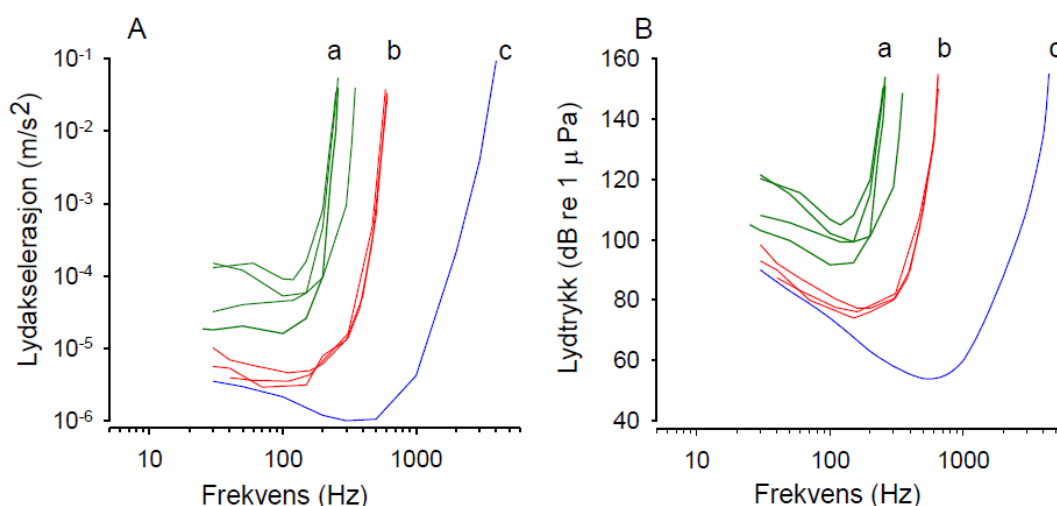 A
a b c
Lydakselerasjon (m/s2)
10-1
10-2
10-3
10-4
10-5
10-6
10 100 1000
Frekvens (Hz)
B
a b c
Lydtrykk (dB re 1 μ Pa)
160
140
120
100
80
60
40
10 100 1000
Frekvens (Hz)